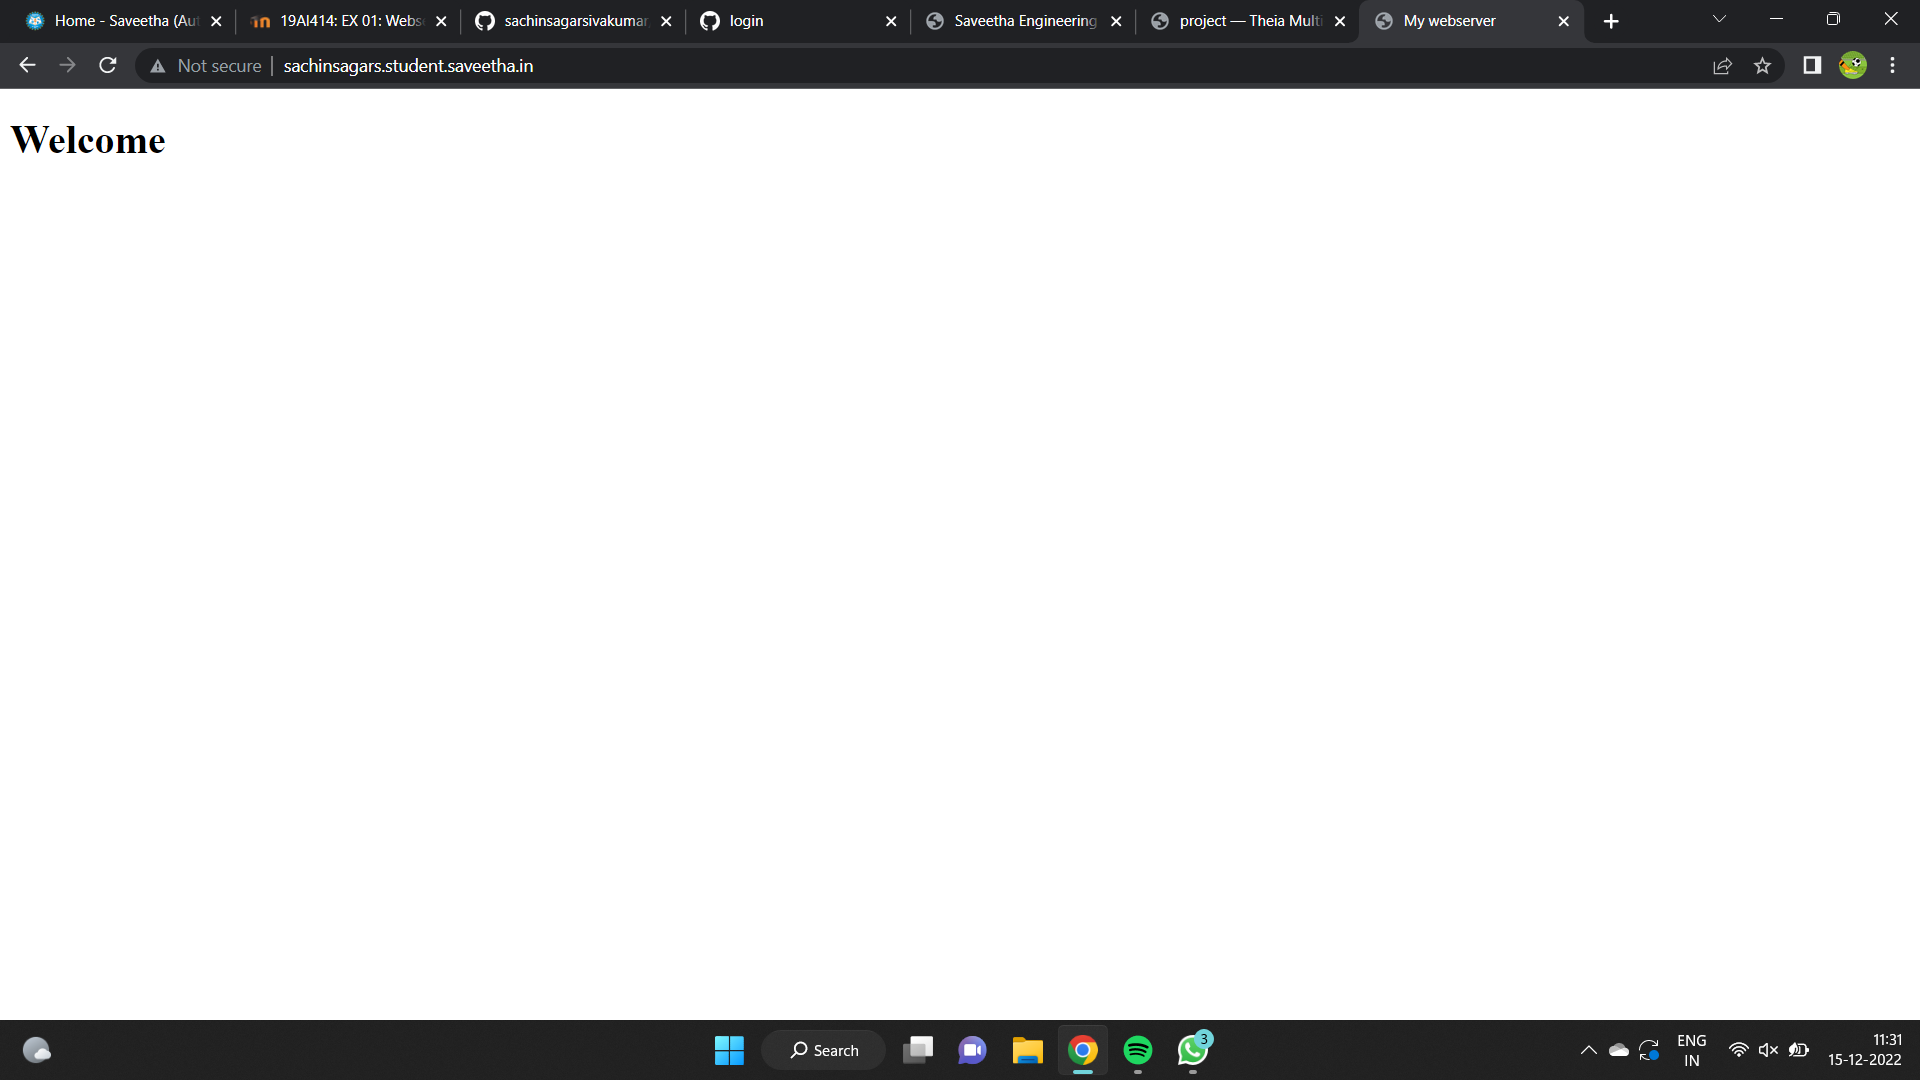 Home - Saveetha (Aut
19AI414: EX 01: Webse
sachinsagarsivakumar
login
Saveetha Engineering
project — Theia Multi
My webserver
Not secure
sachinsagars.student.saveetha.in
Welcome
Search
3
ENG
IN
11:31
15-12-2022